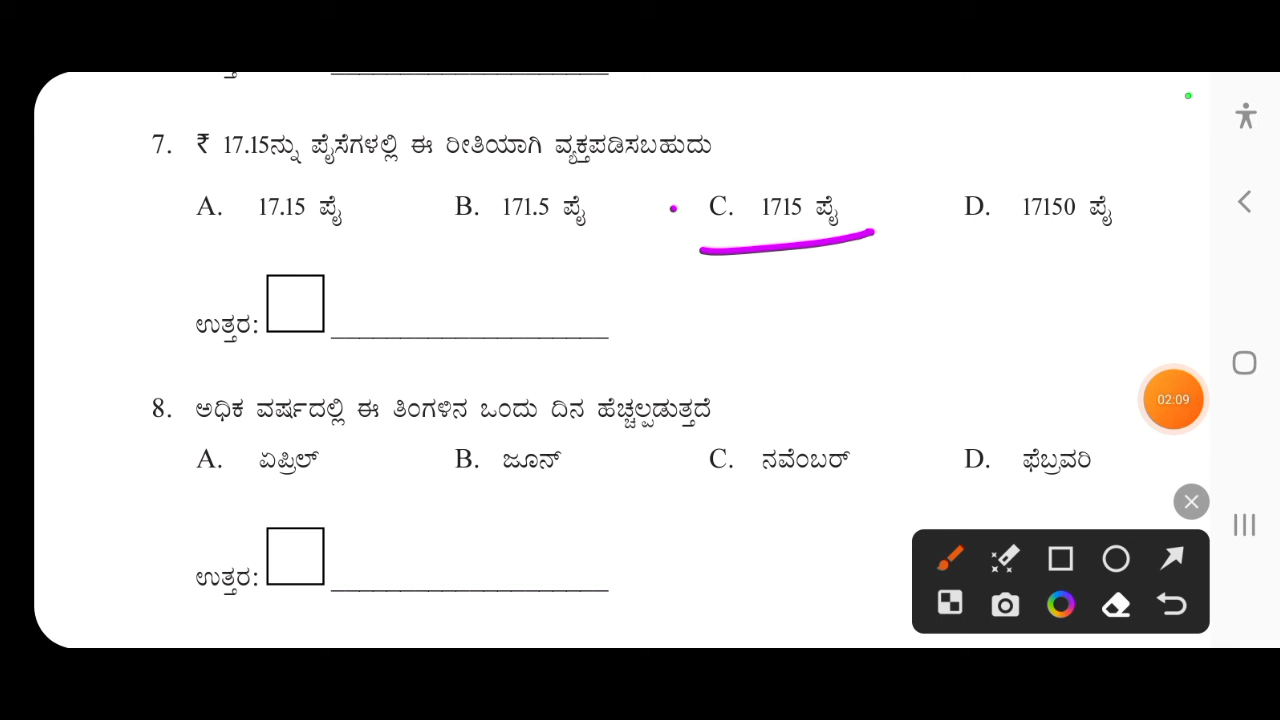 7. ₹ 17.15ನ್ನು ಪೈಸೆಗಳಲ್ಲಿ ಈ ರೀತಿಯಾಗಿ ವ್ಯಕ್ತಪಡಿಸಬಹುದು
A. 17.15 ಪೈ B. 171.5 ಪೈ C. 1715 ಪೈ D. 17150 ಪೈ
ಉತ್ತರ:
8. ಅಧಿಕ ವರ್ಷದಲ್ಲಿ ಈ ತಿಂಗಳಿನ ಒಂದು ದಿನ ಹೆಚ್ಚಲ್ಪಡುತ್ತದೆ
A. ಏಪ್ರಿಲ್ B. ಜೂನ್ C. ನವೆಂಬರ್ D. ಫೆಬ್ರವರಿ
ಉತ್ತರ:
02:09